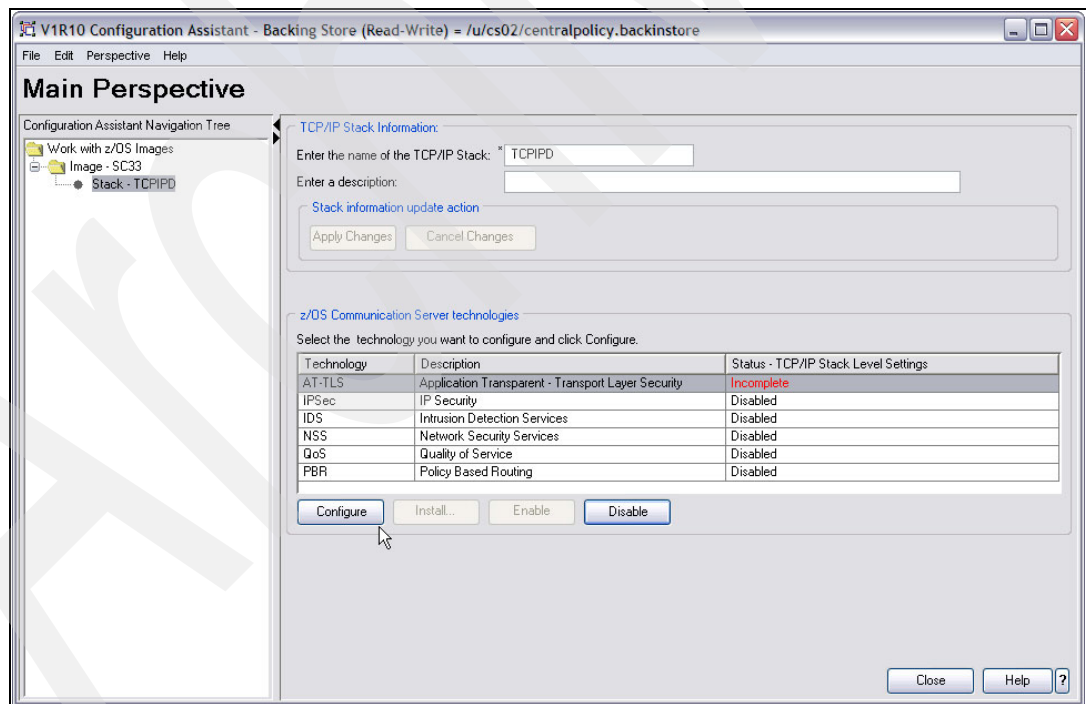 V1R10 Configuration Assistant - Backing Store (Read-Write) = /u/cs02/centralpolicy.backinstore
File Edit Perspective Help
Main Perspective
Configuration Assistant Navigation Tree
Work with z/OS Images
Image - SC33
Stack - TCPIPD
TCP/IP Stack Information:
Enter the name of the TCP/IP Stack: * TCPIPD
Enter a description:
Stack information update action
Apply Changes Cancel Changes
z/OS Communication Server technologies
Select the technology you want to configure and click Configure.
Technology Description Status - TCP/IP Stack Level Settings
AT-TLS Application Transparent - Transport Layer Security Incomplete
IPSec IP Security Disabled
IDS Intrusion Detection Services Disabled
NSS Network Security Services Disabled
QoS Quality of Service Disabled
PBR Policy Based Routing Disabled
Configure Install... Enable Disable
Close Help ?